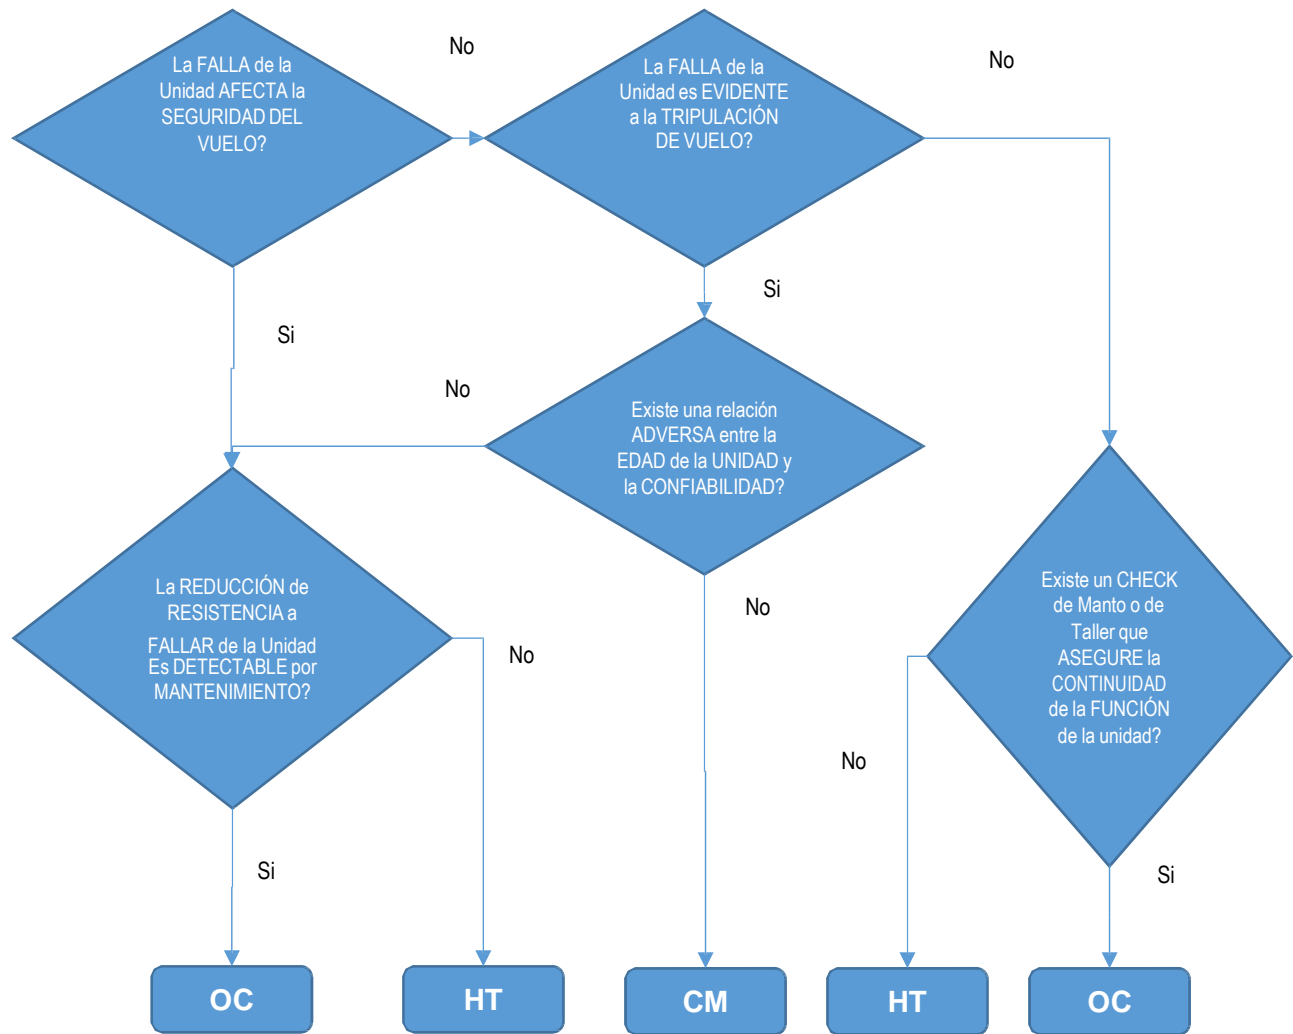 La FALLA de la
Unidad AFECTA la
SEGURIDAD DEL
VUELO?
No
La FALLA de la
Unidad es EVIDENTE
a la TRIPULACIÓN
DE VUELO?
No
Si
Si
No
Existe una relación
ADVERSA entre la
EDAD de la UNIDAD y
la CONFIABILIDAD?
La REDUCCIÓN de
RESISTENCIA a
FALLAR de la Unidad
Es DETECTABLE por
MANTENIMIENTO?
No
No
Existe un CHECK
de Manto o de
Taller que
ASEGURE la
CONTINUIDAD
de la FUNCIÓN
de la unidad?
No
Si
Si
OC
HT
CM
HT
OC